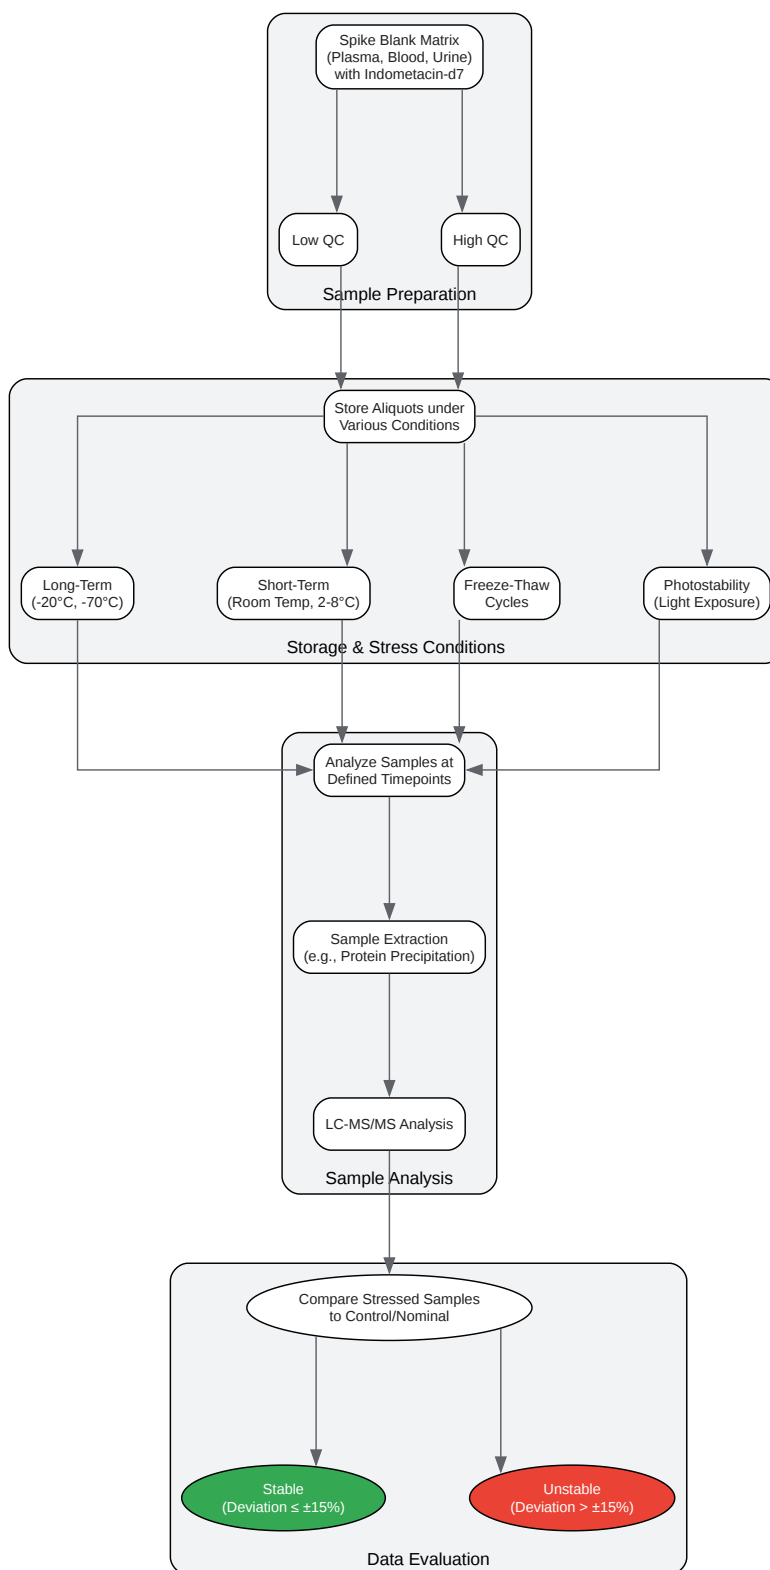 Spike Blank Matrix
(Plasma, Blood, Urine)
with Indometacin-d7
Low QC
High QC
Sample Preparation
Store Aliquots under
Various Conditions
Long-Term
(-20°C, -70°C)
Short-Term
(Room Temp, 2-8°C)
Freeze-Thaw
Cycles
Photostability
(Light Exposure)
Storage & Stress Conditions
Analyze Samples at
Defined Timepoints
Sample Extraction
(e.g., Protein Precipitation)
LC-MS/MS Analysis
Sample Analysis
Compare Stressed Samples
to Control/Nominal
Stable
(Deviation ≤ ±15%)
Unstable
(Deviation > ±15%)
Data Evaluation